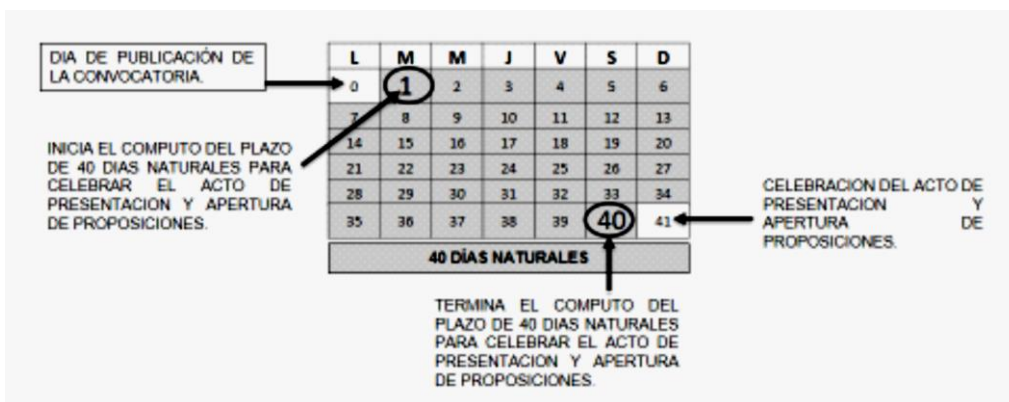 DIA DE PUBLICACIÓN DE
LA CONVOCATORIA.
L M M J V S D
0 1 2 3 4 5 6
7 8 9 10 11 12 13
14 15 16 17 18 19 20
21 22 23 24 25 26 27
28 29 30 31 32 33 34
35 36 37 38 39 40 41
40 DÍAS NATURALES
INICIA EL COMPUTO DEL PLAZO
DE 40 DIAS NATURALES PARA
CELEBRAR EL ACTO DE
PRESENTACION Y APERTURA
DE PROPOSICIONES.
CELEBRACION DEL ACTO DE
PRESENTACION Y
APERTURA DE
PROPOSICIONES.
TERMINA EL COMPUTO DEL
PLAZO DE 40 DIAS NATURALES
PARA CELEBRAR EL ACTO DE
PRESENTACION Y APERTURA
DE PROPOSICIONES.